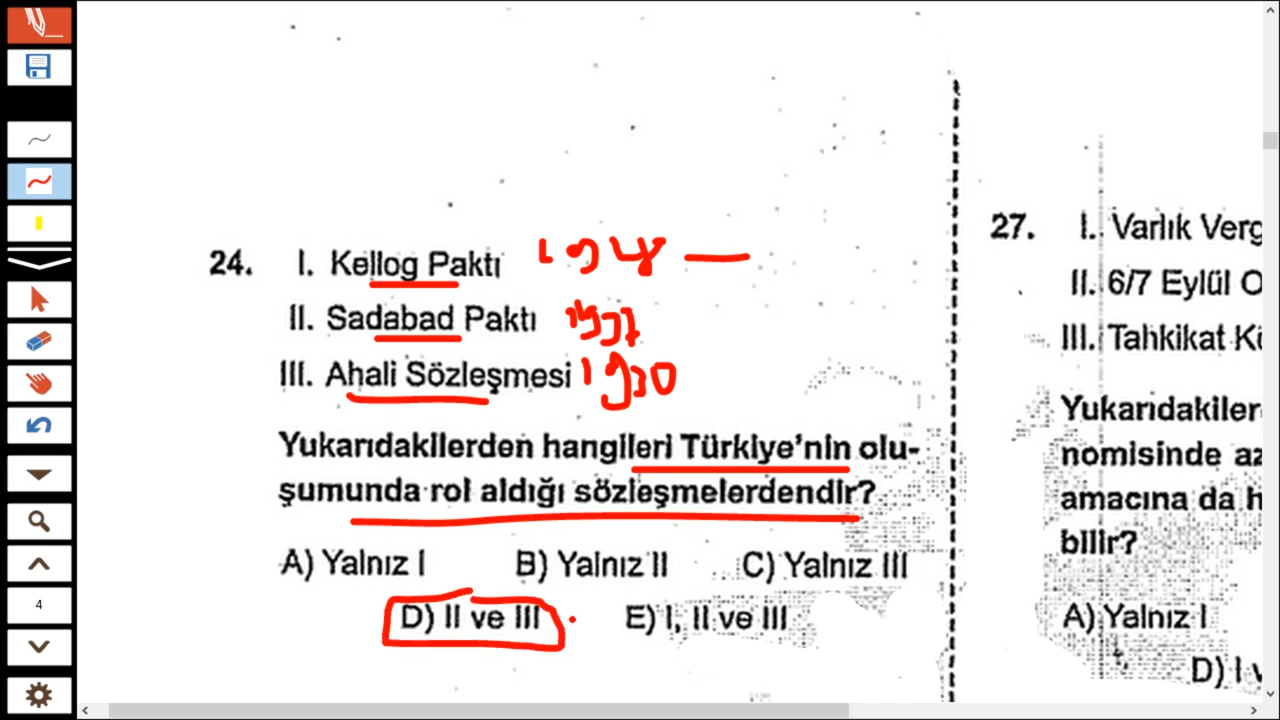 24. I. Kellog Paktı 1928 —
II. Sadabad Paktı 1937
III. Ahali Sözleşmesi 1930
Yukarıdakilerden hangileri Türkiye'nin olu-
şumunda rol aldığı sözleşmelerdendir?
A) Yalnız I B) Yalnız II C) Yalnız III
D) II ve III E) I, II ve III
27. I. Varlık Verg
II. 6/7 Eylül O
III. Tahkikat Kü
Yukarıdakiler
nomisinde az
amacına da h
bilir?
A) Yalnız I
D) I v
4